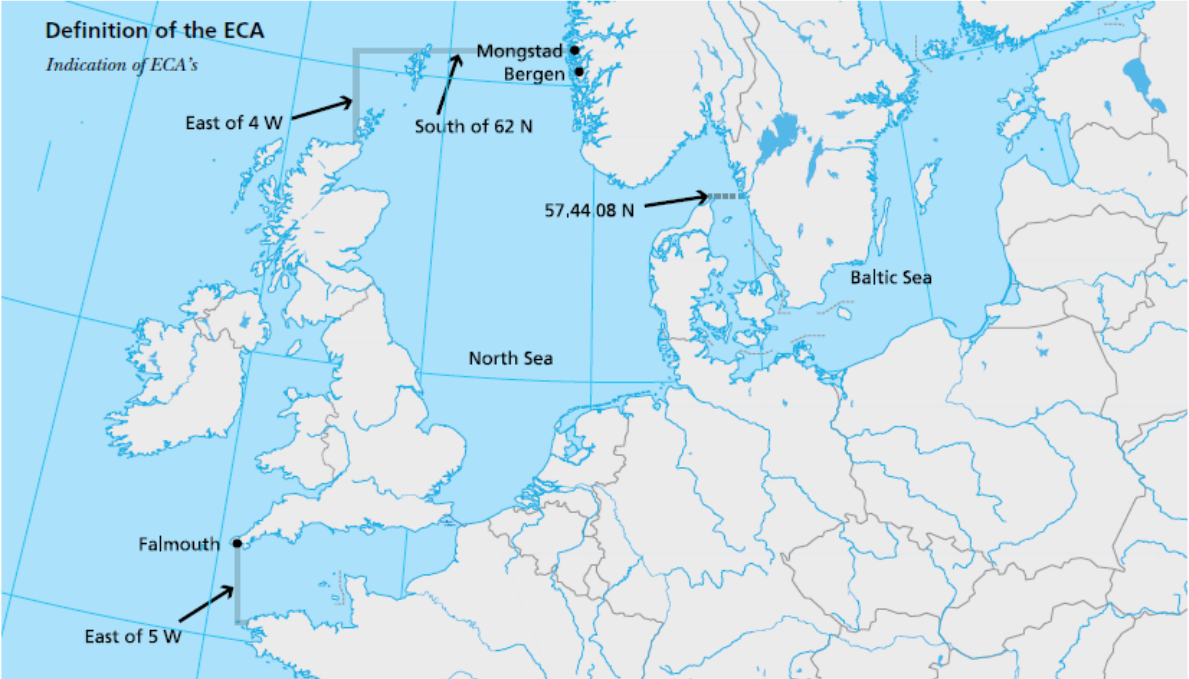 Definition of the ECA
Indication of ECA's
Mongstad
Bergen
East of 4 W
South of 62 N
57.44.08 N
Baltic Sea
North Sea
Falmouth
East of 5 W